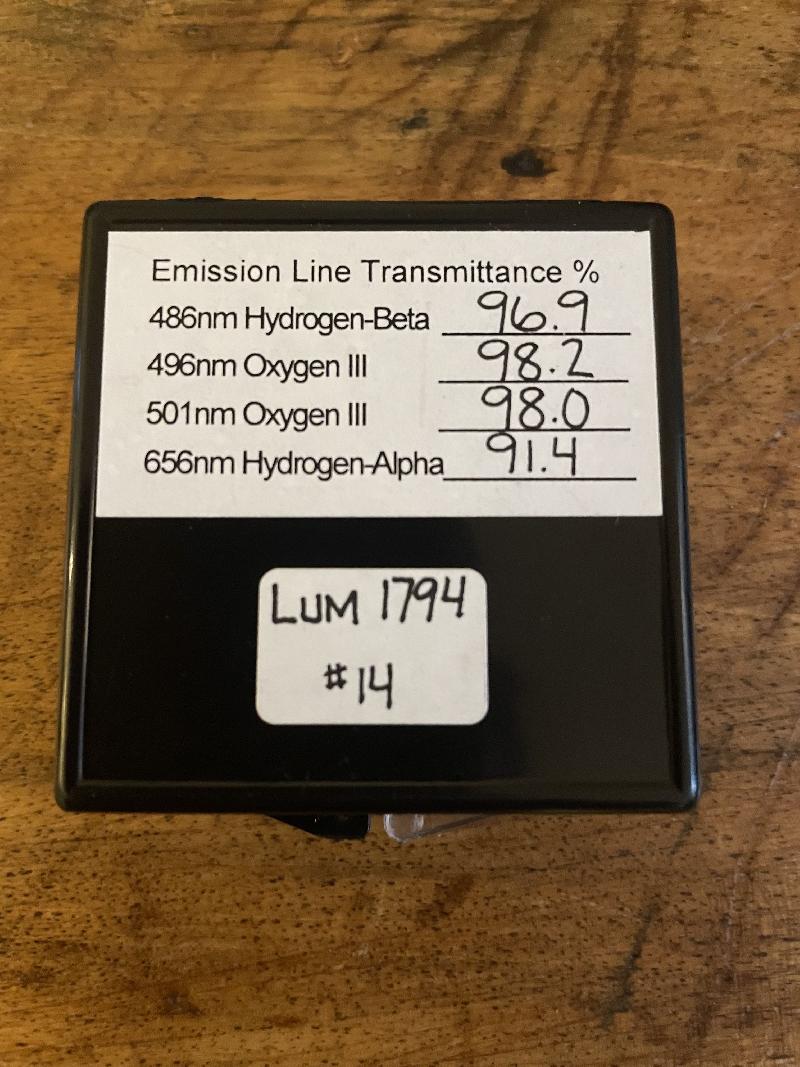 Emission Line Transmittance %
486nm Hydrogen-Beta 96.9
496nm Oxygen III 98.2
501nm Oxygen III 98.0
656nm Hydrogen-Alpha 91.4
LUM 1794
#14